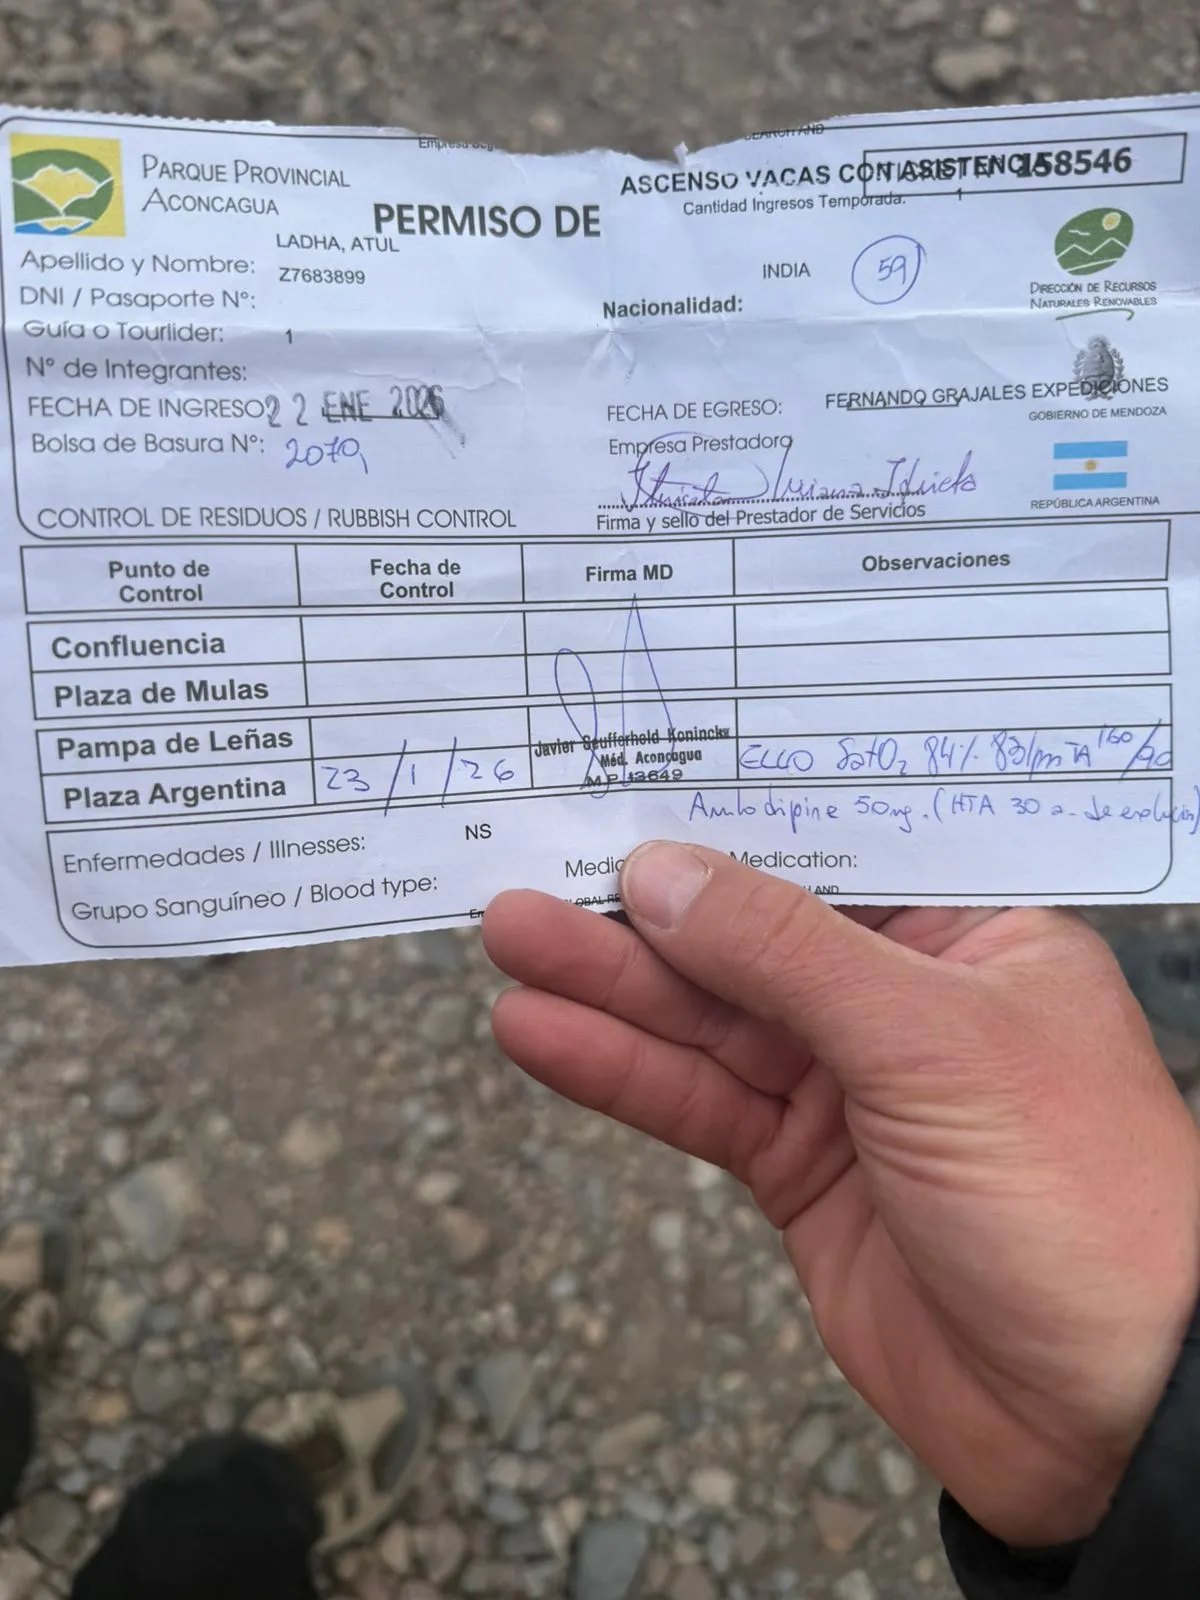 PARQUE PROVINCIAL
ACONCAGUA
PERMISO DE
ASCENSO VACAS CON ASISTENCIA
158546
Cantidad Ingresos Temporada: 1
Apellido y Nombre: LADHA, ATUL
DNI / Pasaporte Nº: Z7683899
Nacionalidad: INDIA
59
DIRECCIÓN DE RECURSOS
NATURALES RENOVABLES
Guía o Tourlider:
Nº de Integrantes: 1
FECHA DE INGRESO: 22 ENE 2026
FECHA DE EGRESO:
FERNANDO GRAJALES EXPEDICIONES
GOBIERNO DE MENDOZA
Bolsa de Basura Nº: 2079
Empresa Prestadora
Firma y sello del Prestador de Servicios
REPÚBLICA ARGENTINA
CONTROL DE RESIDUOS / RUBBISH CONTROL
Punto de Control
Fecha de Control
Firma MD
Observaciones
Confluencia
Plaza de Mulas
Pampa de Leñas
Plaza Argentina
23/1/26
Javier Seufferheld Koninckx
Méd. Aconcagua
M.P. 13649
SatO2 84% 83/m TA 160/90
Amlodipine 50mg. (HTA 30 a. de evolución)
Enfermedades / Illnesses: NS
Grupo Sanguíneo / Blood type:
Medication: